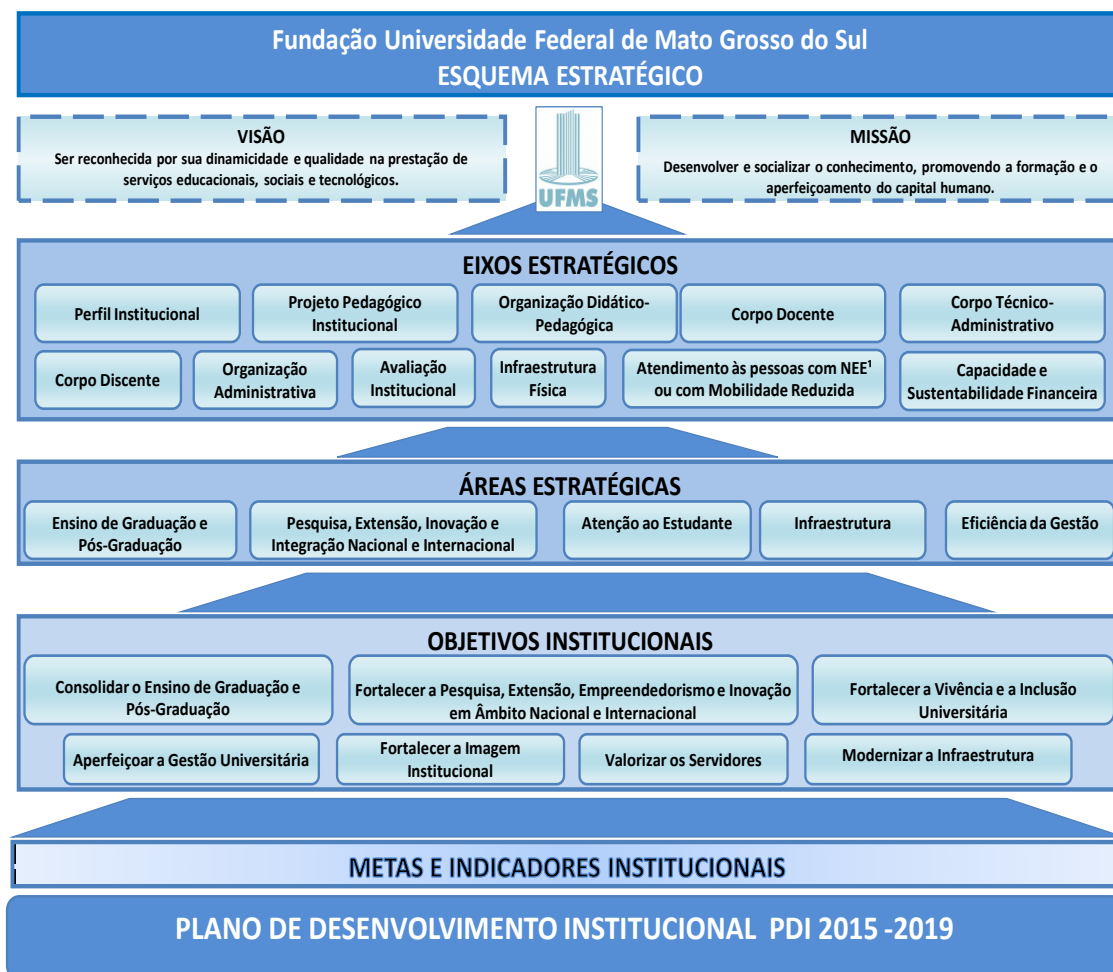 Fundação Universidade Federal de Mato Grosso do Sul
ESQUEMA ESTRATÉGICO
VISÃO
Ser reconhecida por sua dinamicidade e qualidade na prestação de
serviços educacionais, sociais e tecnológicos.
UFMS
MISSÃO
Desenvolver e socializar o conhecimento, promovendo a formação e o
aperfeiçoamento do capital humano.
EIXOS ESTRATÉGICOS
Perfil Institucional
Projeto Pedagógico
Institucional
Organização Didático-
Pedagógica
Corpo Docente
Corpo Técnico-
Administrativo
Corpo Discente
Organização
Administrativa
Avaliação
Institucional
Infraestrutura
Física
Atendimento às pessoas com NEE¹
ou com Mobilidade Reduzida
Capacidade e
Sustentabilidade Financeira
ÁREAS ESTRATÉGICAS
Ensino de Graduação e
Pós-Graduação
Pesquisa, Extensão, Inovação e
Integração Nacional e Internacional
Atenção ao Estudante
Infraestrutura
Eficiência da Gestão
OBJETIVOS INSTITUCIONAIS
Consolidar o Ensino de Graduação e
Pós-Graduação
Fortalecer a Pesquisa, Extensão, Empreendedorismo e Inovação
em Âmbito Nacional e Internacional
Fortalecer a Vivência e a Inclusão
Universitária
Aperfeiçoar a Gestão Universitária
Fortalecer a Imagem
Institucional
Valorizar os Servidores
Modernizar a Infraestrutura
METAS E INDICADORES INSTITUCIONAIS
PLANO DE DESENVOLVIMENTO INSTITUCIONAL PDI 2015 -2019